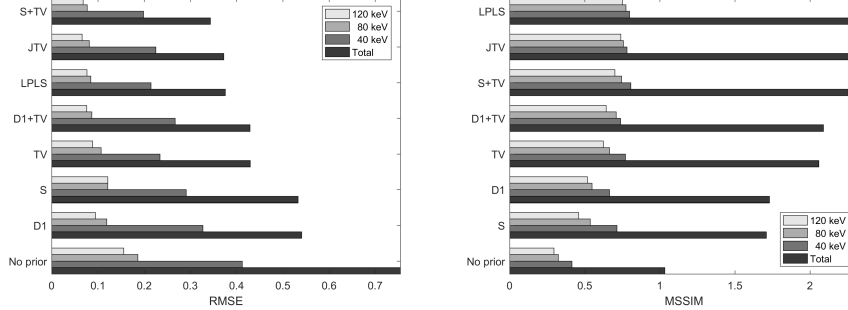 S+TV
JTV
LPLS
D1+TV
TV
S
D1
No prior
0 0.1 0.2 0.3 0.4 0.5 0.6 0.7
RMSE
120 keV
80 keV
40 keV
Total
LPLS
JTV
S+TV
D1+TV
TV
D1
S
No prior
0 0.5 1 1.5 2
MSSIM
120 keV
80 keV
40 keV
Total